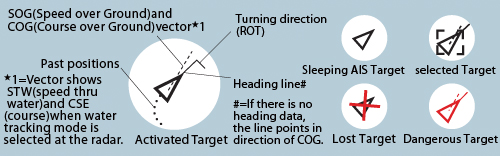 SOG(Speed over Ground)and
COG(Course over Ground)vector*1
Turning direction
(ROT)
Past positions
*1=Vector shows
STW(speed thru
water)and CSE
(course)when water
tracking mode is
selected at the radar.
Heading line#
#=If there is no
heading data,
the line points in
direction of COG.
Activated Target
Sleeping AIS Target
selected Target
Lost Target
Dangerous Target